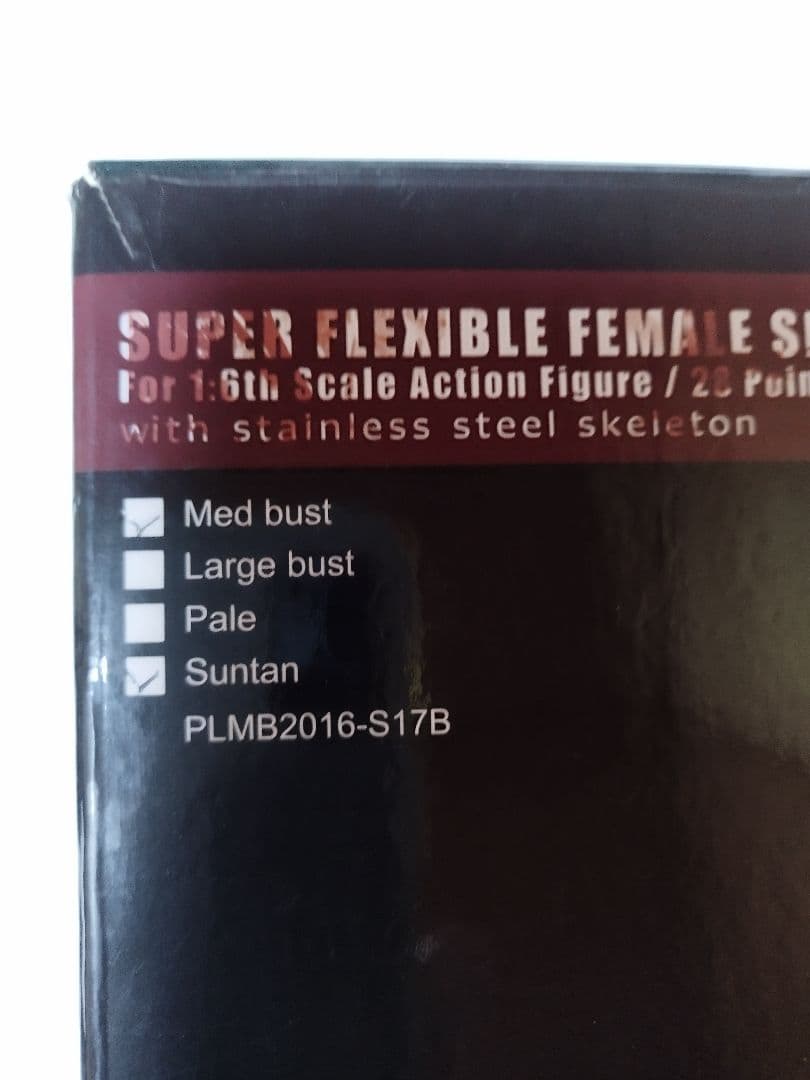 SUPER FLEXIBLE FEMALE
For 1:6th Scale Action Figure / 28
with stainless steel skeleton
Med bust
Large bust
Pale
Suntan
PLMB2016-S17B